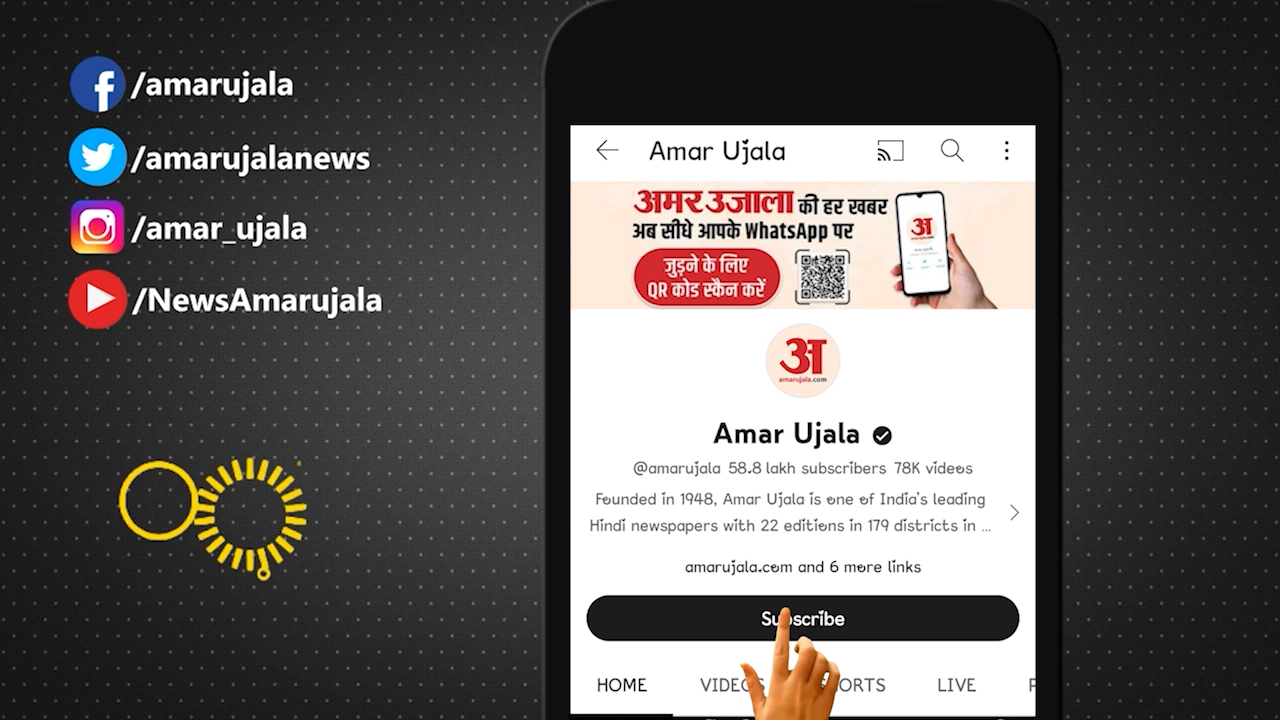 /amarujala
/amarujalanews
/amar_ujala
/NewsAmarujala
Amar Ujala
अमर उजाला की हर खबर
अब सीधे आपके WhatsApp पर
जुड़ने के लिए
QR कोड स्कैन करें
अ
अ
amarujala.com
Amar Ujala
@amarujala 58.8 lakh subscribers 78K videos
Founded in 1948, Amar Ujala is one of India's leading
Hindi newspapers with 22 editions in 179 districts in ...
amarujala.com and 6 more links
Subscribe
HOME VIDEOS LIVE